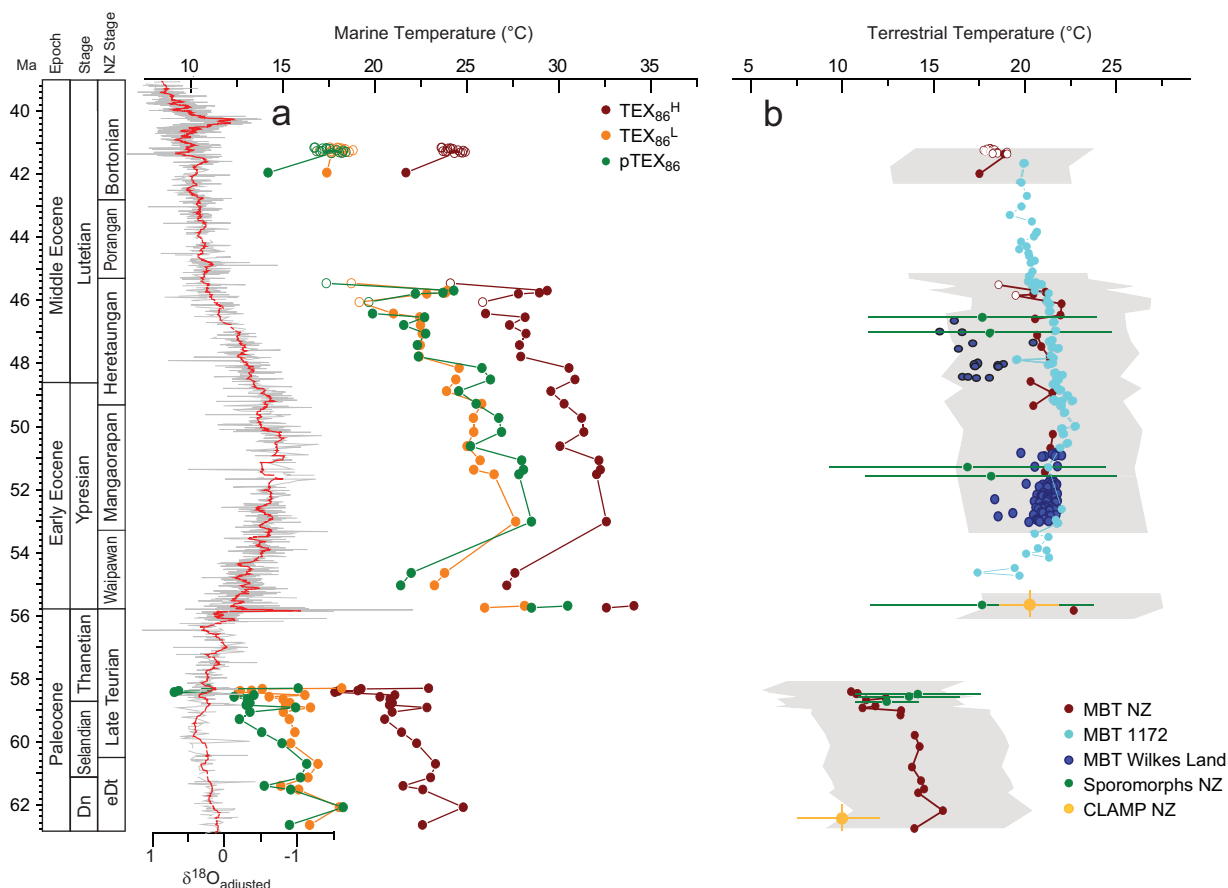 Marine Temperature (°C)
Terrestrial Temperature (°C)
Ma
Epoch
Stage
NZ Stage
10 15 20 25 30 35
5 10 15 20 25
a
b
TEX86H
TEX86L
pTEX86
40
42
44
46
48
50
52
54
56
58
60
62
Middle Eocene
Early Eocene
Paleocene
Lutetian
Ypresian
Thanetian
Selandian
Dn
Bortonian
Porangan
Heretaungan
Mangaorapan
Waipawan
Late Teurian
eDt
MBT NZ
MBT 1172
MBT Wilkes Land
Sporomorphs NZ
CLAMP NZ
1 0 -1
δ18Oadjusted